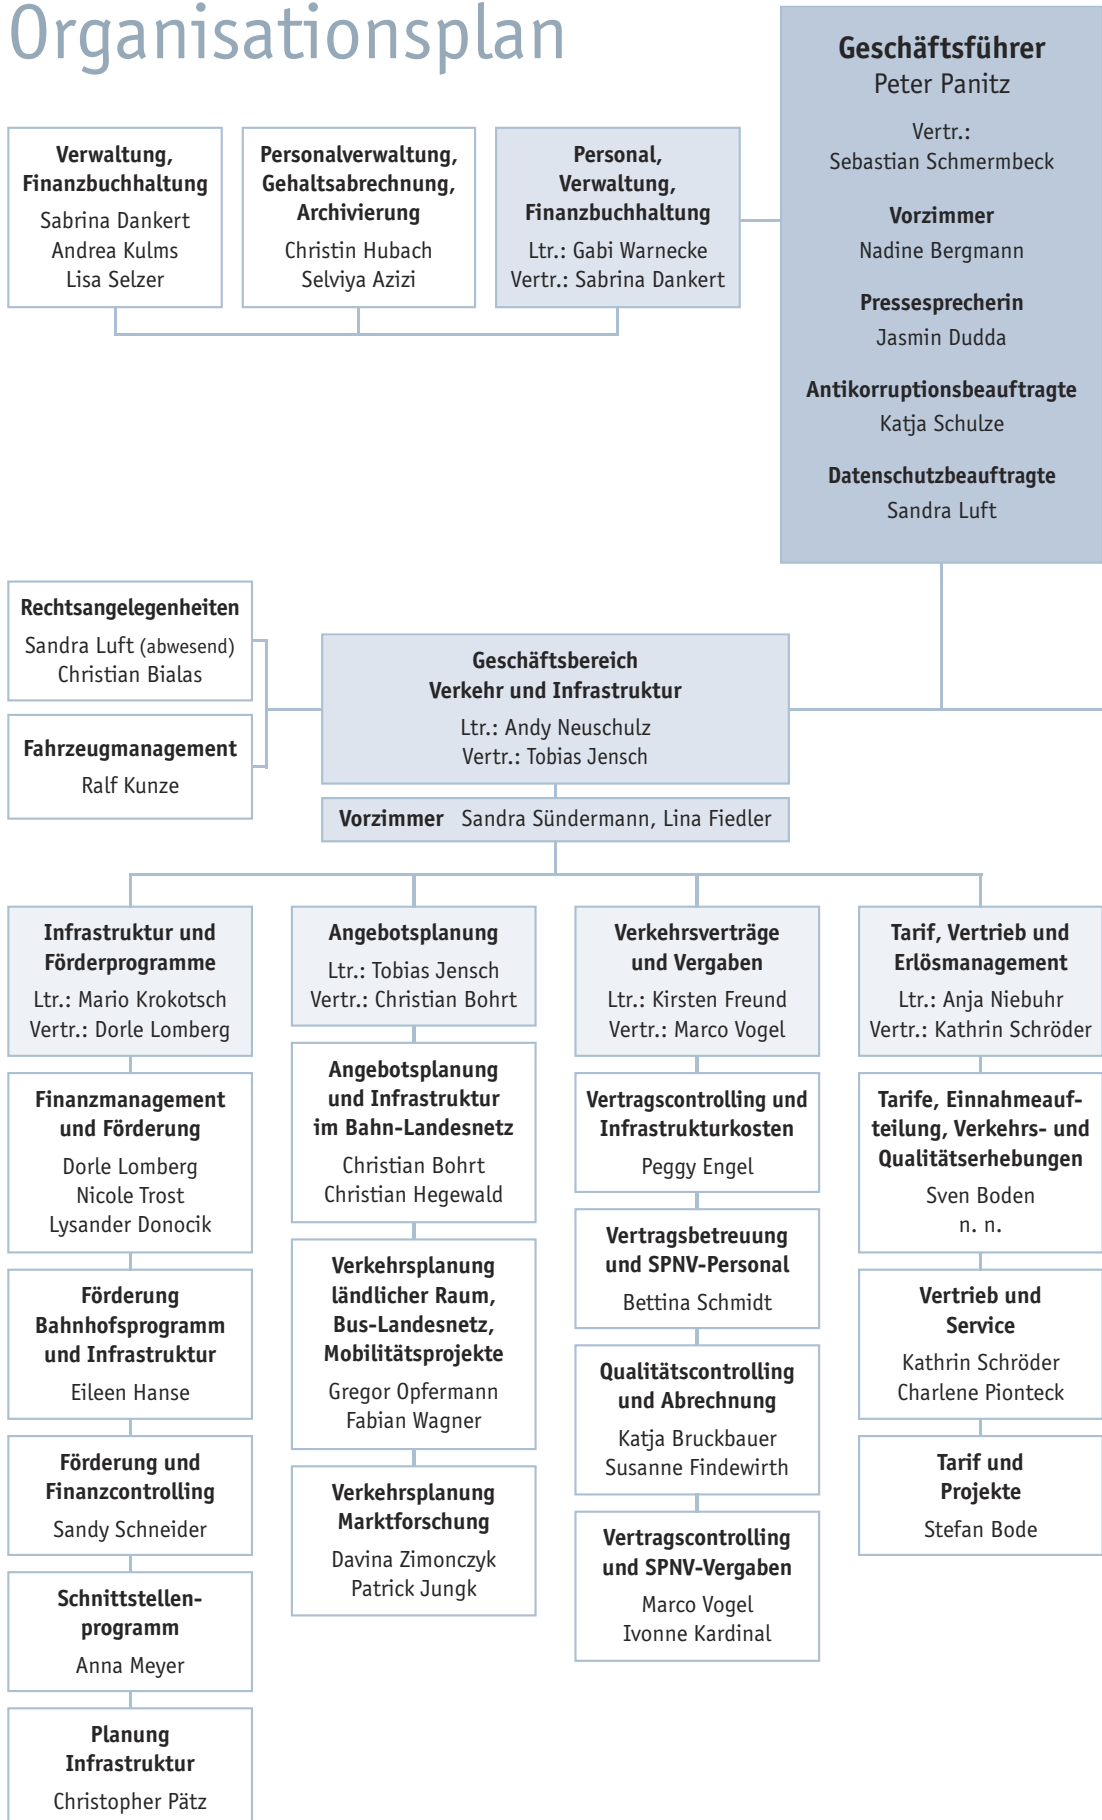 Organisationsplan
Geschäftsführer
Peter Panitz
Vertr.:
Sebastian Schmermbeck
Vorzimmer
Nadine Bergmann
Pressesprecherin
Jasmin Dudda
Antikorruptionsbeauftragte
Katja Schulze
Datenschutzbeauftragte
Sandra Luft
Verwaltung,
Finanzbuchhaltung
Sabrina Dankert
Andrea Kulms
Lisa Selzer
Personalverwaltung,
Gehaltsabrechnung,
Archivierung
Christin Hubach
Selviya Azizi
Personal,
Verwaltung,
Finanzbuchhaltung
Ltr.: Gabi Warnecke
Vertr.: Sabrina Dankert
Rechtsangelegenheiten
Sandra Luft (abwesend)
Christian Bialas
Fahrzeugmanagement
Ralf Kunze
Geschäftsbereich
Verkehr und Infrastruktur
Ltr.: Andy Neuschulz
Vertr.: Tobias Jensch
Vorzimmer Sandra Sündermann, Lina Fiedler
Infrastruktur und
Förderprogramme
Ltr.: Mario Krokotsch
Vertr.: Dorle Lomberg
Finanzmanagement
und Förderung
Dorle Lomberg
Nicole Trost
Lysander Donocik
Förderung
Bahnhofsprogramm
und Infrastruktur
Eileen Hanse
Förderung und
Finanzcontrolling
Sandy Schneider
Schnittstellen-
programm
Anna Meyer
Planung
Infrastruktur
Christopher Pätz
Angebotsplanung
Ltr.: Tobias Jensch
Vertr.: Christian Bohrt
Angebotsplanung
und Infrastruktur
im Bahn-Landesnetz
Christian Bohrt
Christian Hegewald
Verkehrsplanung
ländlicher Raum,
Bus-Landesnetz,
Mobilitätsprojekte
Gregor Opfermann
Fabian Wagner
Verkehrsplanung
Marktforschung
Davina Zimonczyk
Patrick Jungk
Verkehrsverträge
und Vergaben
Ltr.: Kirsten Freund
Vertr.: Marco Vogel
Vertragscontrolling und
Infrastrukturkosten
Peggy Engel
Vertragsbetreuung
und SPNV-Personal
Bettina Schmidt
Qualitätscontrolling
und Abrechnung
Katja Bruckbauer
Susanne Findewirth
Vertragscontrolling
und SPNV-Vergaben
Marco Vogel
Ivonne Kardinal
Tarif, Vertrieb und
Erlösmanagement
Ltr.: Anja Niebuhr
Vertr.: Kathrin Schröder
Tarife, Einnahmeauf-
teilung, Verkehrs- und
Qualitätserhebungen
Sven Boden
n. n.
Vertrieb und
Service
Kathrin Schröder
Charlene Pionteck
Tarif und
Projekte
Stefan Bode